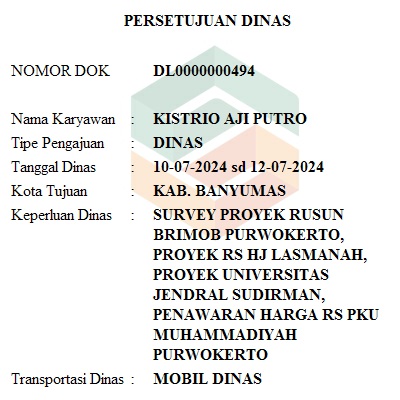 PERSETUJUAN DINAS
NOMOR DOK DL0000000494
Nama Karyawan : KISTRIO AJI PUTRO
Tipe Pengajuan : DINAS
Tanggal Dinas : 10-07-2024 sd 12-07-2024
Kota Tujuan : KAB. BANYUMAS
Keperluan Dinas : SURVEY PROYEK RUSUN
BRIMOB PURWOKERTO,
PROYEK RS HJ LASMANAH,
PROYEK UNIVERSITAS
JENDRAL SUDIRMAN,
PENAWARAN HARGA RS PKU
MUHAMMADIYAH
PURWOKERTO
Transportasi Dinas : MOBIL DINAS